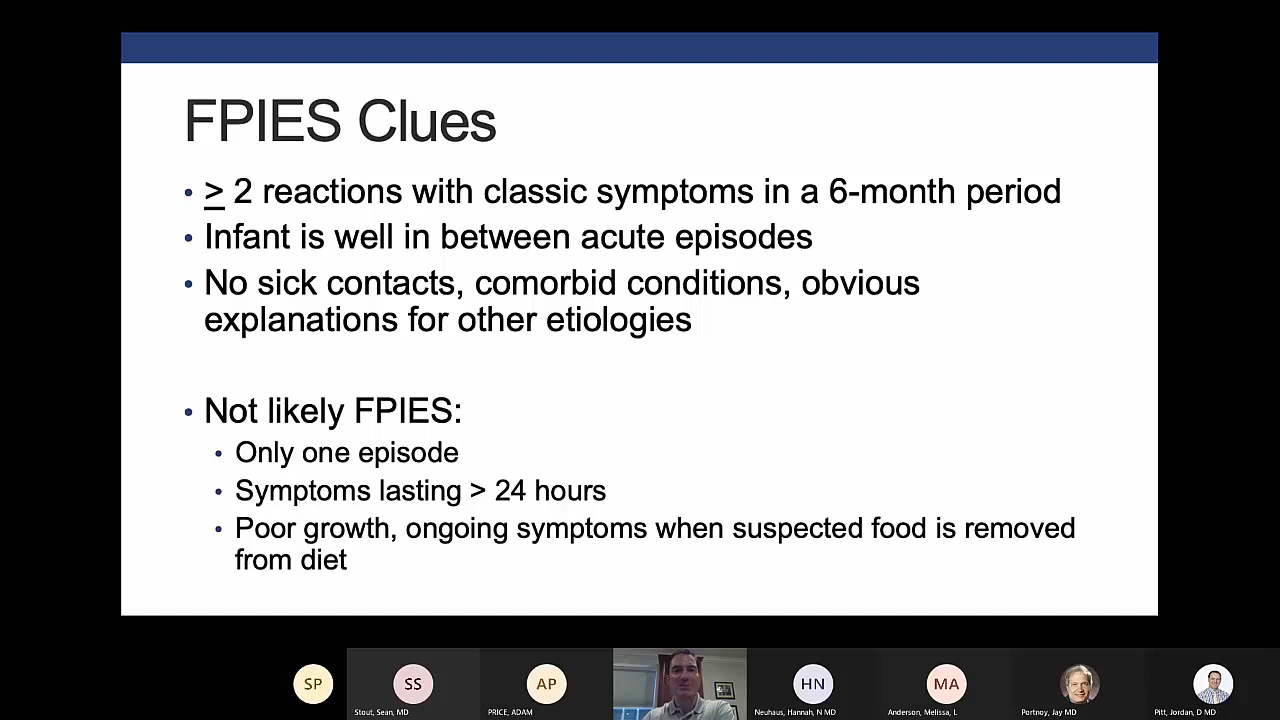 FPIES Clues
• > 2 reactions with classic symptoms in a 6-month period
• Infant is well in between acute episodes
• No sick contacts, comorbid conditions, obvious
explanations for other etiologies
• Not likely FPIES:
• Only one episode
• Symptoms lasting > 24 hours
• Poor growth, ongoing symptoms when suspected food is removed
from diet
SP
SS
AP
HN
MA
Stout, Sean, MD
PRICE, ADAM
Neuhaus, Hannah, N MD
Anderson, Melissa, L
Portnoy, Jay MD
Pitt, Jordan, D MD